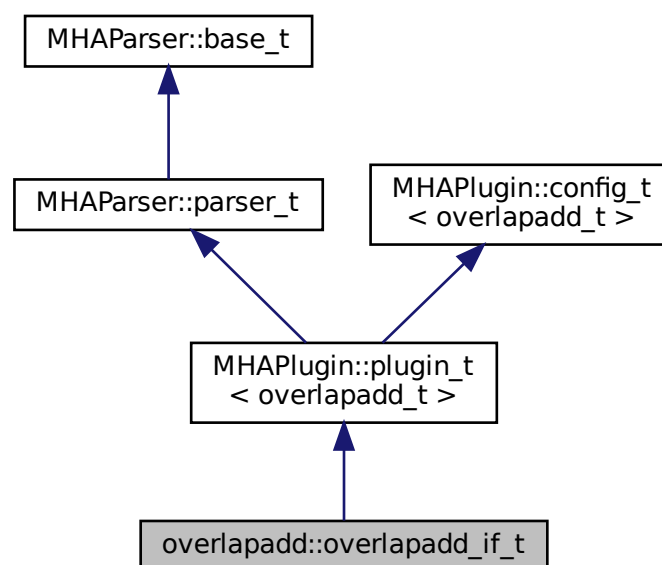 MHAParser::base_t
MHAParser::parser_t
MHAPlugin::config_t
< overlapadd_t >
MHAPlugin::plugin_t
< overlapadd_t >
overlapadd::overlapadd_if_t